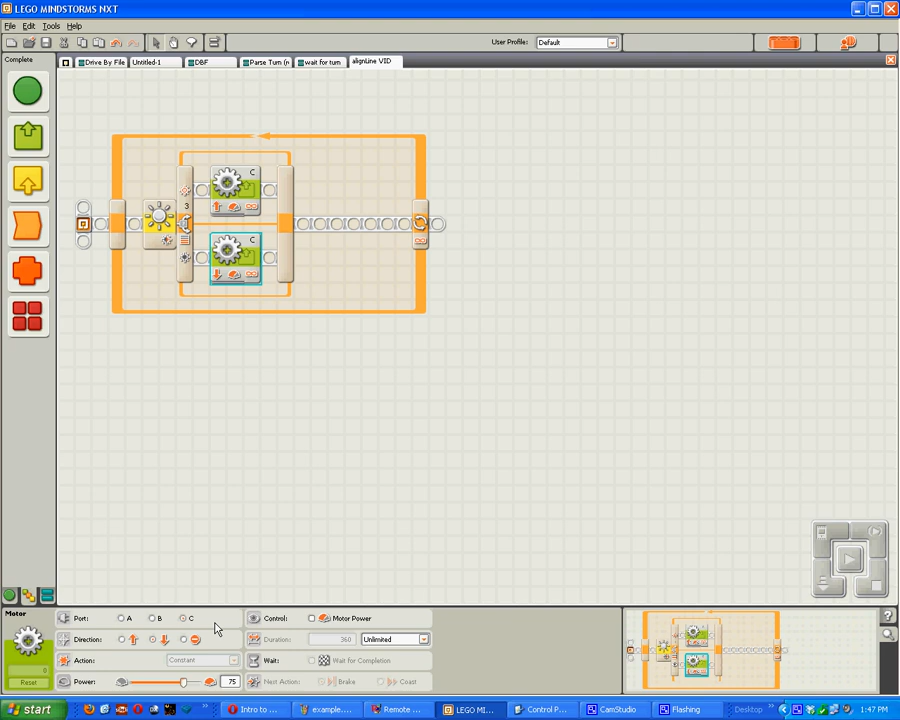 LEGO MINDSTORMS NXT
File Edit Tools Help
User Profile: Default
Complete
Drive By File Untitled-1 DBF Parse Turn (n wait for turn alignLine VID
C
3
C
Motor
Port: A B C
Control: Motor Power
Direction:
Duration: 360 Unlimited
Action: Constant
Wait: Wait for Completion
0
Reset
Power: 75
Next Action: Brake Coast
?
start
Intro to ...
example....
Remote ...
LEGO MI...
Control P...
CamStudio
Flashing
Desktop
»
1:47 PM